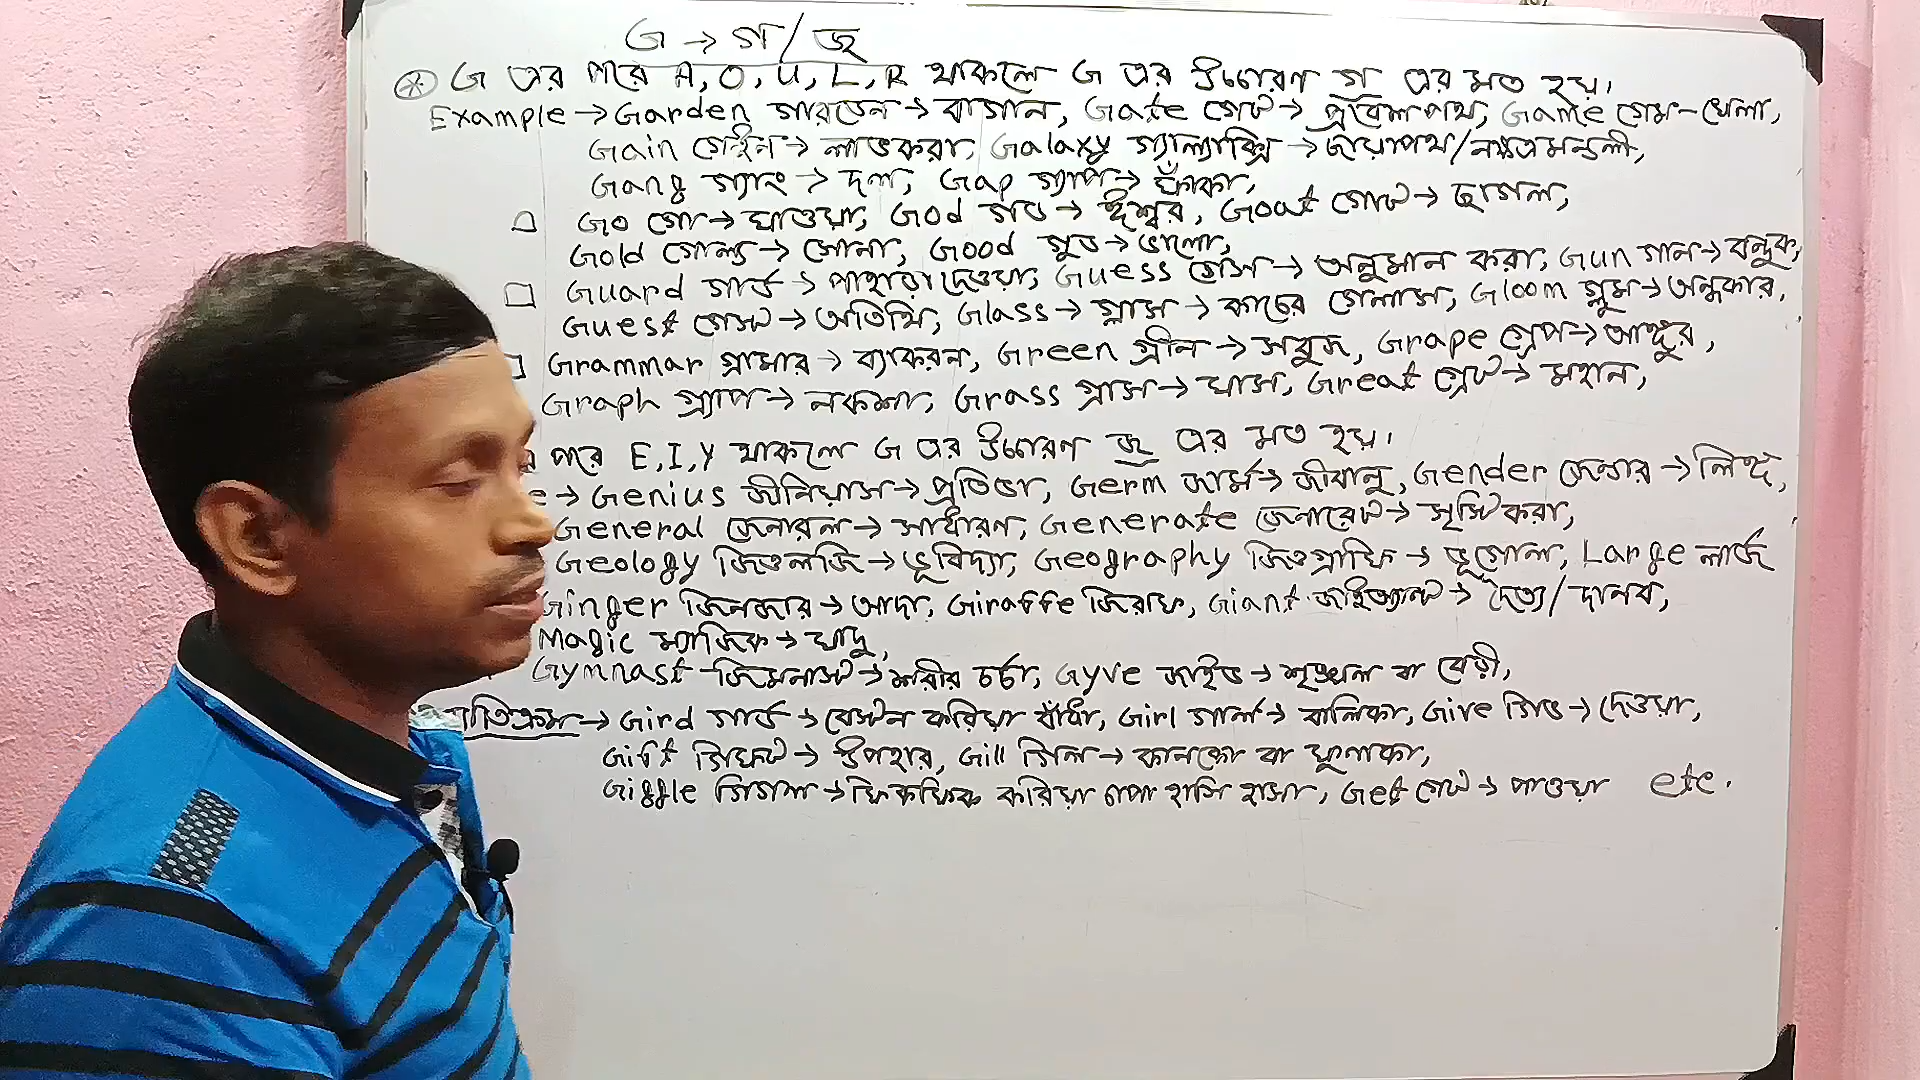 G → গ / জ
* G এর পরে A, O, U, L, R থাকলে G এর উচ্চারণ গ এর মত হয়।
Example → Garden গারডেন → বাগান, Gate গেট → প্রবেশ পথ, Game গেম - খেলা,
Gain গেইন → লাভ করা, Galaxy গ্যালাক্সি → ছায়াপথ / নক্ষত্রমন্ডলী,
Gang গ্যাং → দল, Gap গ্যাপ → ফাঁকা,
Go গো → যাওয়া, God গড → ঈশ্বর, Goat গোট → ছাগল,
Gold গোল্ড → সোনা, Good গুড → ভালো,
Guard গার্ড → পাহারা দেওয়া, Guess গেস → অনুমান করা, Gun গান → বন্দুক,
Guest গেস্ট → অতিথি, Glass → গ্লাস → কাচের গেলাস, Gloom গ্লুম → অন্ধকার,
Grammar গ্রামার → ব্যাকরন, Green গ্রীন → সবুজ, Grape গ্রেপ → আঙ্গুর,
Graph গ্র্যাপ → নকশা, Grass গ্রাস → ঘাস, Great গ্রেট → মহান,
পরে E, I, Y থাকলে G এর উচ্চারণ জ এর মত হয়।
e → Genius জীনিয়াস → প্রতিভা, Germ জার্ম → জীবানু, Gender জেন্ডার → লিঙ্গ,
General জেনারল → সাধারন, Generate জেনারেট → সৃস্টি করা,
Geology জিওলজি → ভূবিদ্যা, Geography জিওগ্রাফি → ভূগোল, Large লার্জ
Ginger জিনজার → আদা, Giraffe জিরাফ, Giant জাইঅ্যান্ট → দৈত্য / দানব,
Magic ম্যাজিক → যাদু,
Gymnast জিমনাস্ট → শরীর চর্চা, Gyve জাইভ → শৃঙ্খল বা বেড়ী,
ব্যাতিক্রম → Gird গার্ড → বেস্টন করিয়া বাঁধা, Girl গার্ল → বালিকা, Give গিভ → দেওয়া,
Gift গিফট → উপহার, Gill গিল → কানকো বা ফুলকা,
Giggle গিগল → ফিকফিক করিয়া চাপা হাসি হাসা, Get গেট → পাওয়া etc.